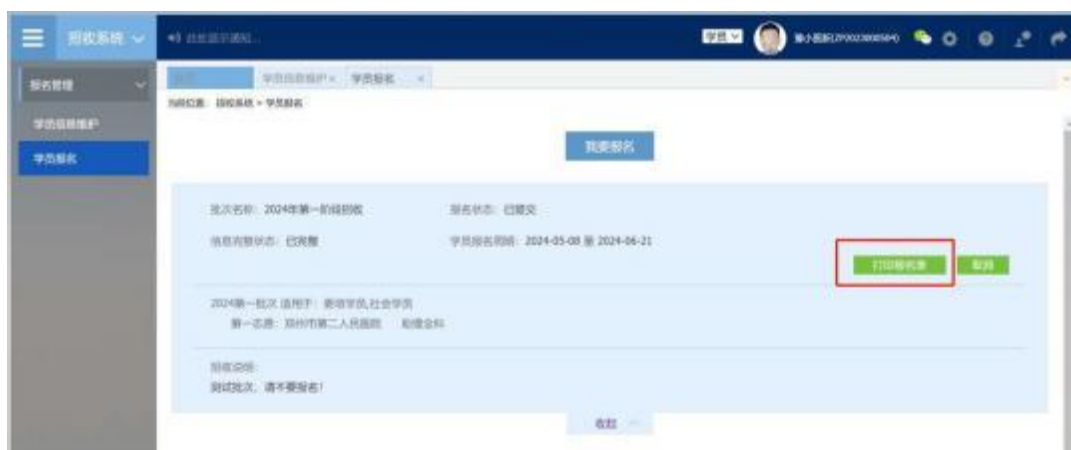 招收系统
学员
报名管理
学员信息维护
学员报名
学员信息维护 × 学员报名 ×
当前位置: 招收系统 > 学员报名
我要报名
批次名称: 2024年第一阶段招收 报名状态: 已提交
信息完整状态: 已完整 学员报名周期: 2024-05-08 至 2024-06-21
打印报名表 取消
2024第一批次 适用于: 委培学员,社会学员
第一志愿: 郑州市第二人民医院 助理全科
招收说明:
测试批次, 请不要报名!
收起